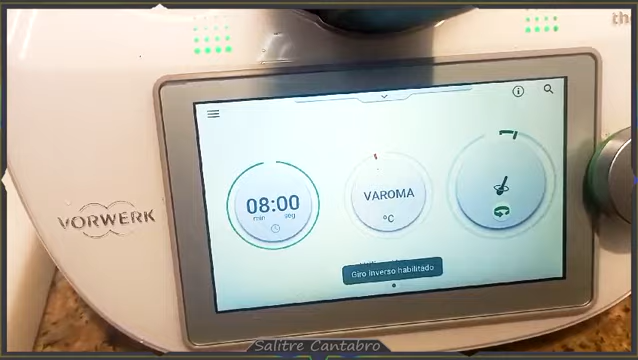 th
VORWERK
08:00
min seg
VAROMA
°C
Giro inverso habilitado
Salitre Cantabro